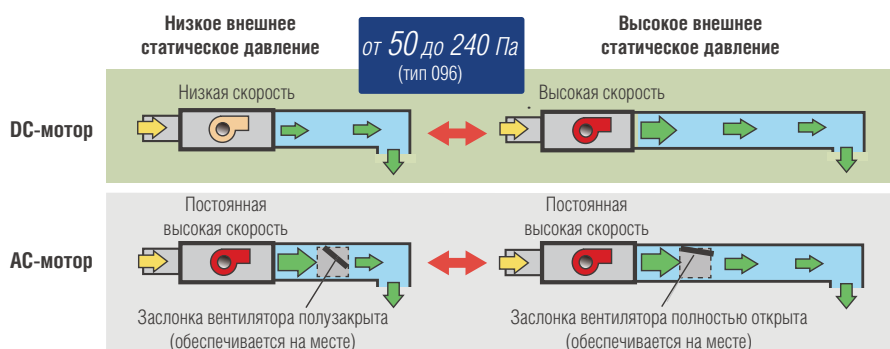 Низкое внешнее
статическое давление
от 50 до 240 Па
(тип 096)
Высокое внешнее
статическое давление
DC-мотор
Низкая скорость
Высокая скорость
AC-мотор
Постоянная
высокая скорость
Постоянная
высокая скорость
Заслонка вентилятора полузакрыта
(обеспечивается на месте)
Заслонка вентилятора полностью открыта
(обеспечивается на месте)